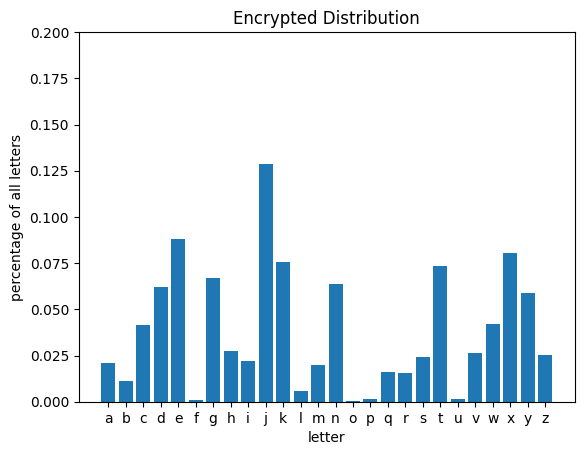 Encrypted Distribution
0.200
0.175
0.150
0.125
0.100
0.075
0.050
0.025
0.000
percentage of all letters
a b c d e f g h i j k l m n o p q r s t u v w x y z
letter